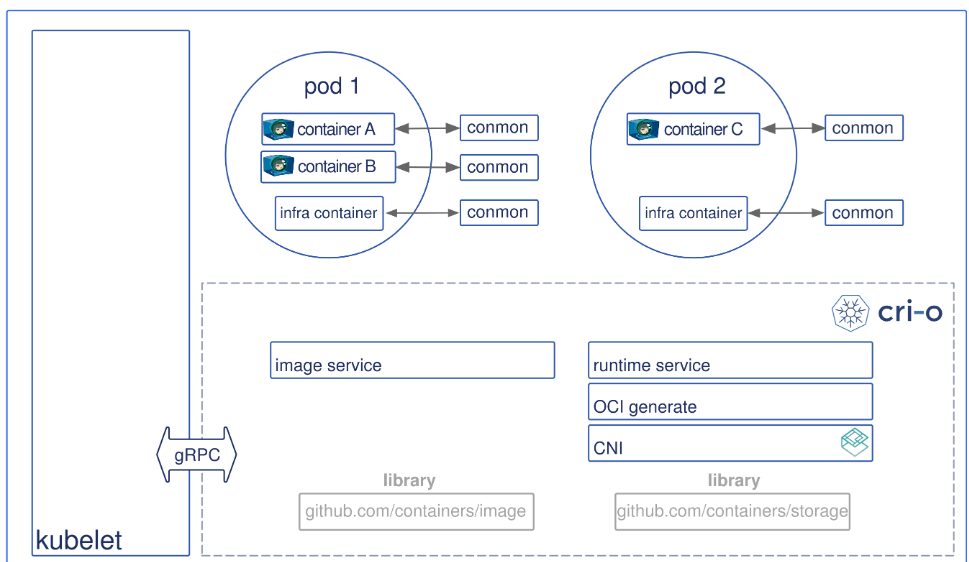 pod 1
container A
conmon
container B
conmon
infra container
conmon
pod 2
container C
conmon
infra container
conmon
cri-o
image service
runtime service
OCI generate
CNI
gRPC
library
github.com/containers/image
library
github.com/containers/storage
kubelet